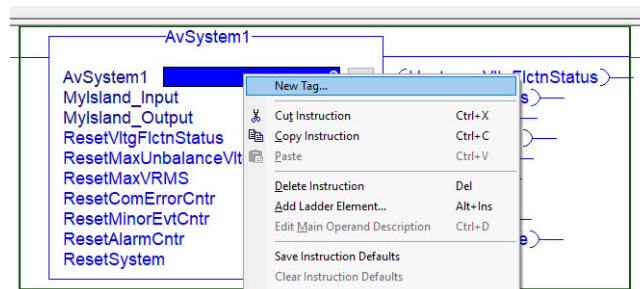 AvSystem1
AvSystem1
FlctnStatus
MyIsland_Input
MyIsland_Output
ResetVltgFlctnStatus
ResetMaxUnbalanceVlt
ResetMaxVRMS
ResetComErrorCntr
ResetMinorEvtCntr
ResetAlarmCntr
ResetSystem
New Tag...
Cut Instruction Ctrl+X
Copy Instruction Ctrl+C
Paste Ctrl+V
Delete Instruction Del
Add Ladder Element... Alt+Ins
Edit Main Operand Description Ctrl+D
Save Instruction Defaults
Clear Instruction Defaults